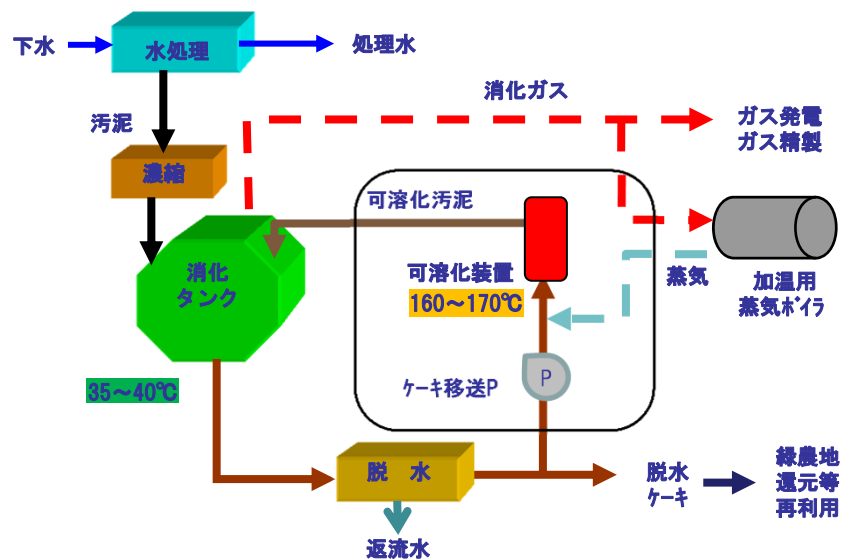 下水
水処理
処理水
消化ガス
ガス発電
ガス精製
汚泥
濃縮
可溶化汚泥
消化
タンク
可溶化装置
160～170℃
蒸気
加温用
蒸気ﾎﾞｲﾗ
35～40℃
P
ｹｰｷ移送P
脱　水
脱水
ｹｰｷ
緑農地
還元等
再利用
返流水